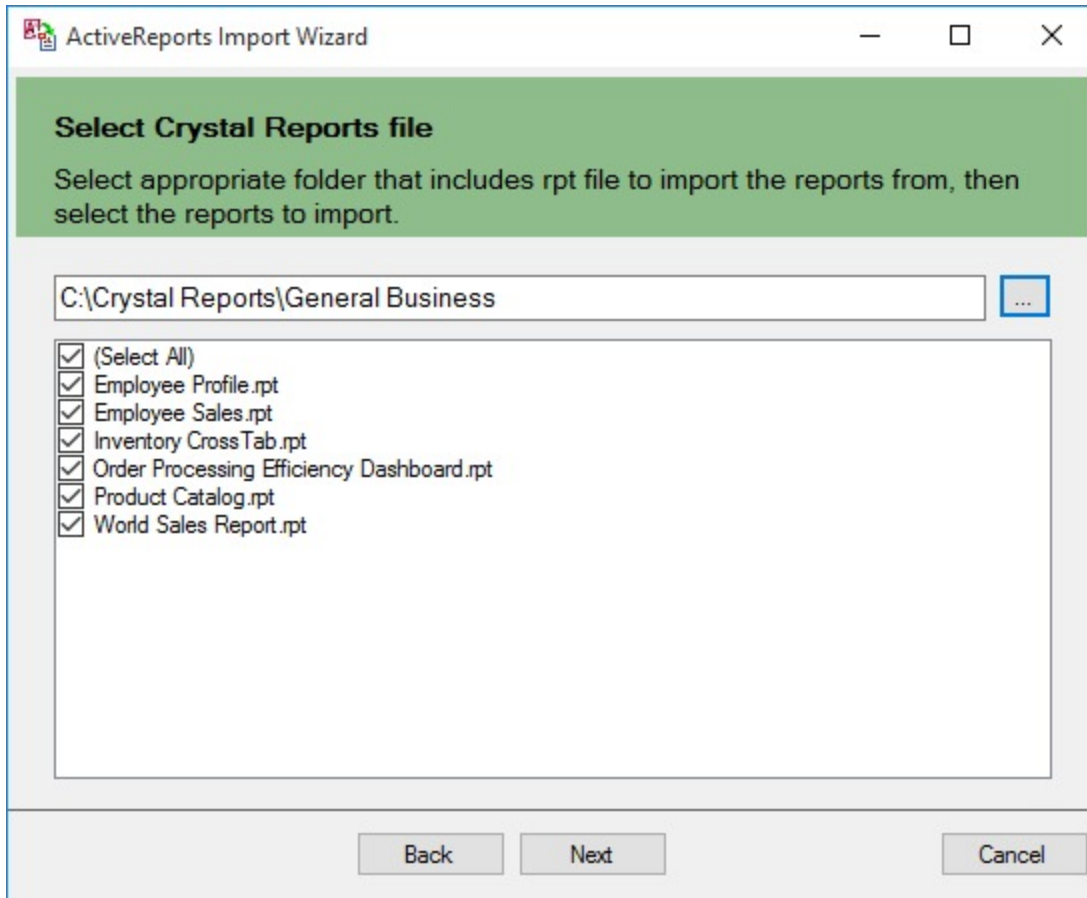 ActiveReports Import Wizard
Select Crystal Reports file
Select appropriate folder that includes rpt file to import the reports from, then
select the reports to import.
C:\Crystal Reports\General Business
...
(Select All)
Employee Profile.rpt
Employee Sales.rpt
Inventory CrossTab.rpt
Order Processing Efficiency Dashboard.rpt
Product Catalog.rpt
World Sales Report.rpt
Back Next Cancel